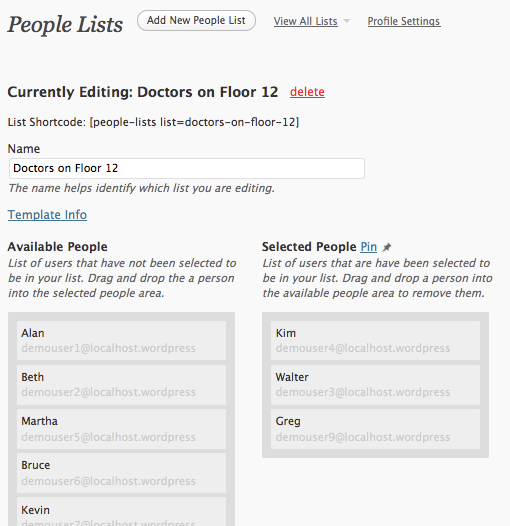 People Lists Add New People List View All Lists Profile Settings
Currently Editing: Doctors on Floor 12 delete
List Shortcode: [people-lists list=doctors-on-floor-12]
Name
Doctors on Floor 12
The name helps identify which list you are editing.
Template Info
Available People
List of users that have not been selected to
be in your list. Drag and drop the a person
into the selected people area.
Alan
demouser1@localhost.wordpress
Beth
demouser2@localhost.wordpress
Martha
demouser5@localhost.wordpress
Bruce
demouser6@localhost.wordpress
Kevin
demouser7@localhost.wordpress
Selected People Pin
List of users that are have been selected to
be in your list. Drag and drop a person into
the available people area to remove them.
Kim
demouser4@localhost.wordpress
Walter
demouser3@localhost.wordpress
Greg
demouser9@localhost.wordpress